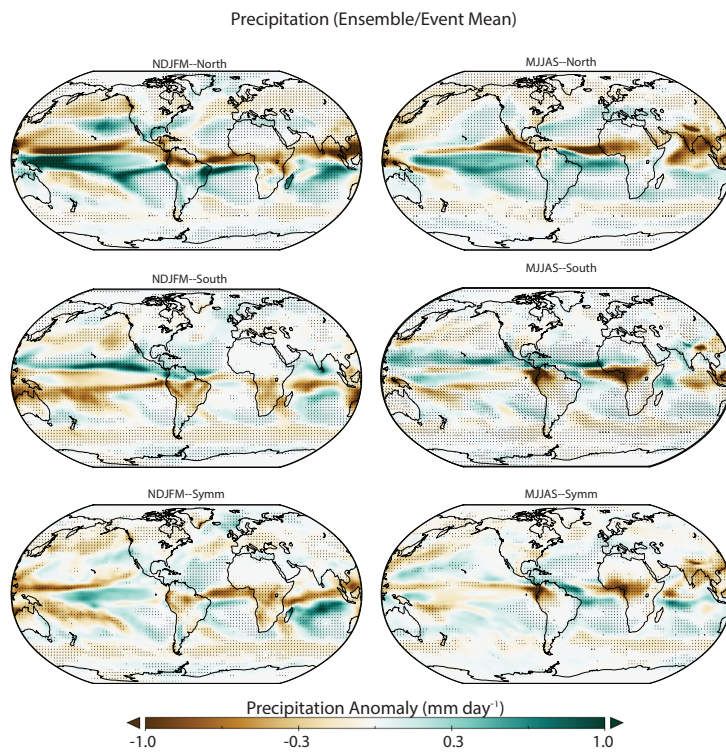 Precipitation (Ensemble/Event Mean)
NDJFM--North
MJJAS--North
NDJFM--South
MJJAS--South
NDJFM--Symm
MJJAS--Symm
Precipitation Anomaly (mm day⁻¹)
-1.0 -0.3 0.3 1.0